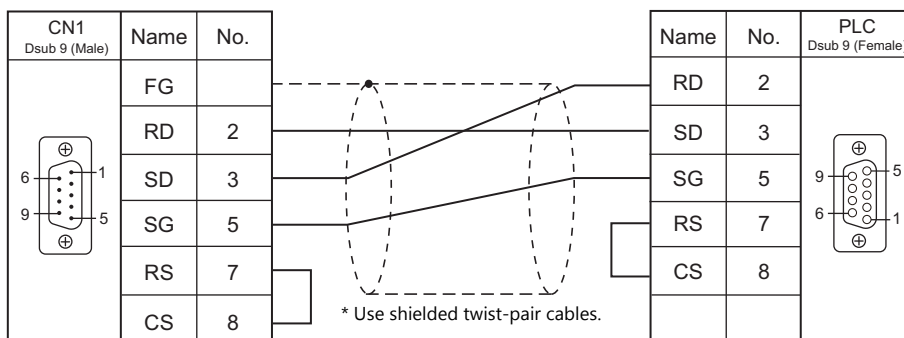 CN1
Dsub 9 (Male)
Name No.
FG
RD 2
SD 3
SG 5
RS 7
CS 8
6 1
9 5
* Use shielded twist-pair cables.
Name No.
PLC
Dsub 9 (Female)
RD 2
SD 3
SG 5
RS 7
CS 8
9 5
6 1